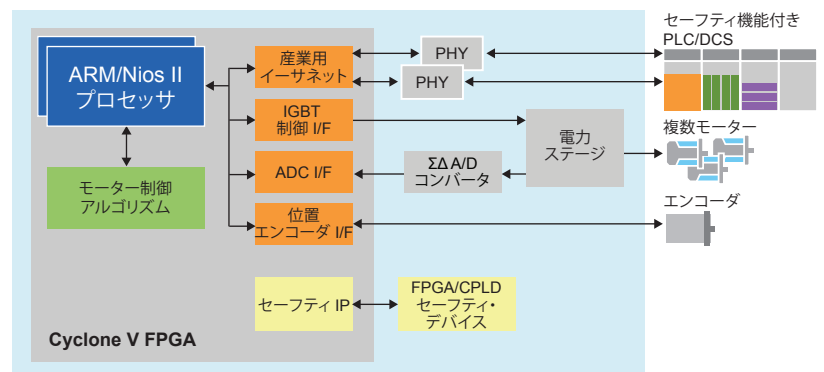 ARM/Nios II
プロセッサ
モーター制御
アルゴリズム
産業用
イーサネット
IGBT
制御 I/F
ADC I/F
位置
エンコーダ I/F
セーフティ IP
Cyclone V FPGA
PHY
PHY
ΣΔ A/D
コンバータ
電力
ステージ
FPGA/CPLD
セーフティ・
デバイス
セーフティ機能付き
PLC/DCS
複数モーター
エンコーダ